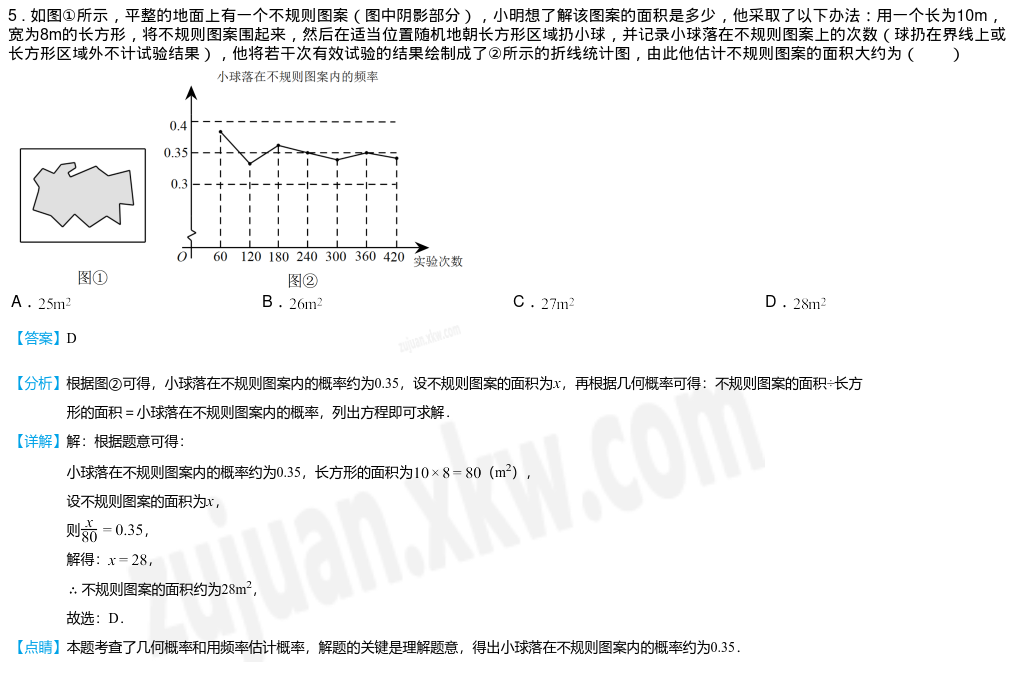 5．如图①所示，平整的地面上有一个不规则图案（图中阴影部分），小明想了解该图案的面积是多少，他采取了以下办法：用一个长为10m，
宽为8m的长方形，将不规则图案围起来，然后在适当位置随机地朝长方形区域扔小球，并记录小球落在不规则图案上的次数（球扔在界线上或
长方形区域外不计试验结果），他将若干次有效试验的结果绘制成了②所示的折线统计图，由此他估计不规则图案的面积大约为（　　）
小球落在不规则图案内的频率
0.4
0.35
0.3
O 60 120 180 240 300 360 420 实验次数
图① 图②
A．25m² B．26m² C．27m² D．28m²
【答案】D
【分析】根据图②可得，小球落在不规则图案内的概率约为0.35，设不规则图案的面积为x，再根据几何概率可得：不规则图案的面积÷长方
形的面积＝小球落在不规则图案内的概率，列出方程即可求解．
【详解】解：根据题意可得：
小球落在不规则图案内的概率约为0.35，长方形的面积为10×8＝80（m²），
设不规则图案的面积为x，
则x/80＝0.35，
解得：x＝28，
∴不规则图案的面积约为28m²，
故选：D．
【点睛】本题考查了几何概率和用频率估计概率，解题的关键是理解题意，得出小球落在不规则图案内的概率约为0.35．
zujuan.xkw.com
zujuan.xkw.com